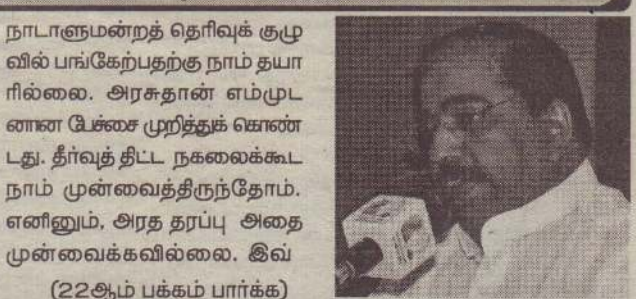 நாடாளுமன்றத் தெரிவுக் குழு
வில் பங்கேற்பதற்கு நாம் தயா
ரில்லை. அரசுதான் எம்முட
னான பேச்சை முறித்துக் கொண்
டது. தீர்வுத் திட்ட நகலைக்கூட
நாம் முன்வைத்திருந்தோம்.
எனினும், அரத தரப்பு அதை
முன்வைக்கவில்லை. இவ்
(22ஆம் பக்கம் பார்க்க)